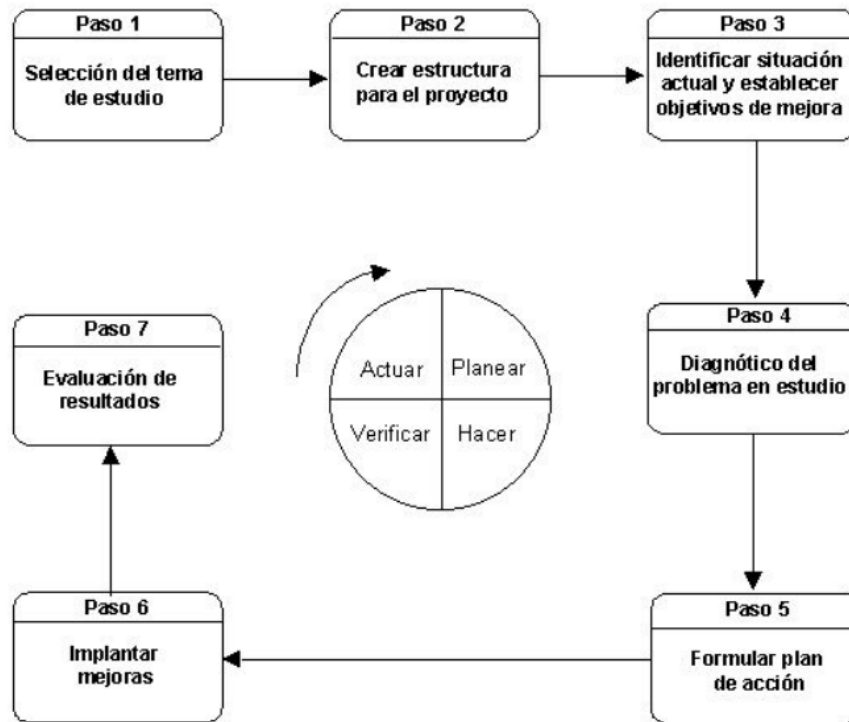 Paso 1
Selección del tema
de estudio
Paso 2
Crear estructura
para el proyecto
Paso 3
Identificar situación
actual y establecer
objetivos de mejora
Paso 4
Diagnótico del
problema en estudio
Paso 5
Formular plan
de acción
Paso 6
Implantar
mejoras
Paso 7
Evaluación de
resultados
Actuar
Planear
Verificar
Hacer